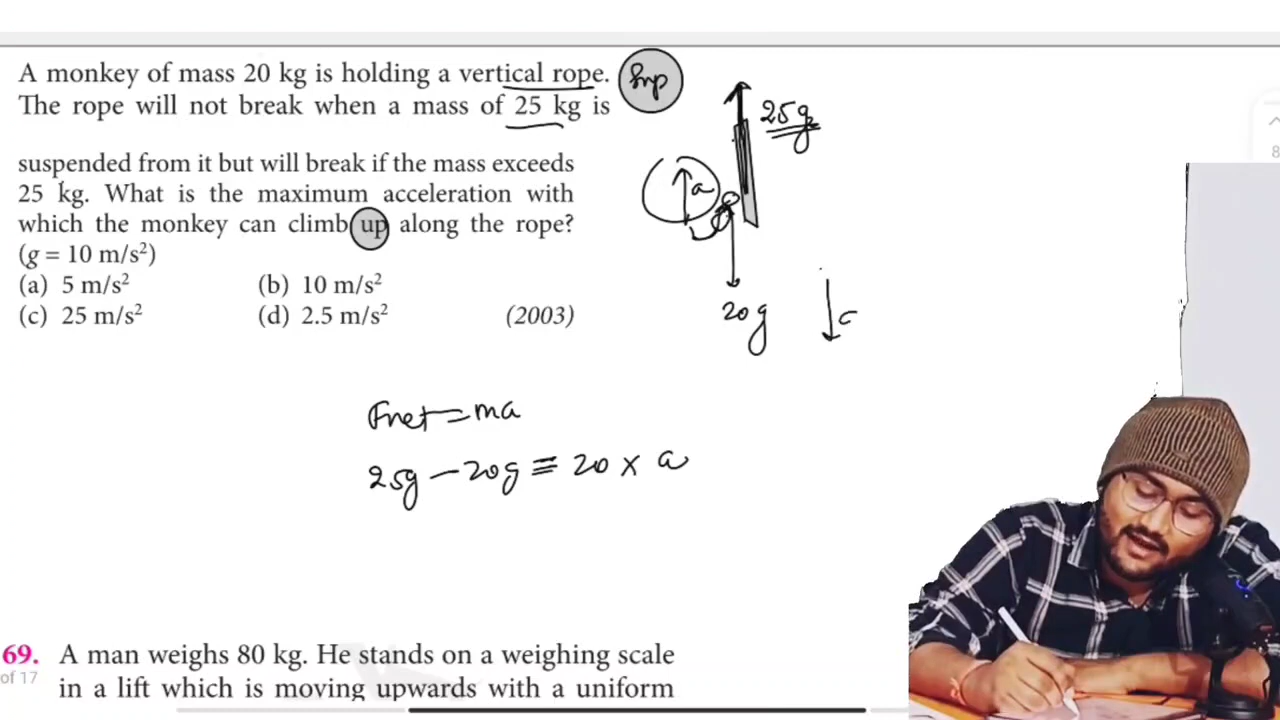 A monkey of mass 20 kg is holding a vertical rope.
Imp
The rope will not break when a mass of 25 kg is
suspended from it but will break if the mass exceeds
25 kg. What is the maximum acceleration with
which the monkey can climb up along the rope?
(g = 10 m/s²)
(a) 5 m/s²
(b) 10 m/s²
(c) 25 m/s²
(d) 2.5 m/s²
(2003)
25g
a
20g
Fnet = ma
25g - 20g = 20 × a
69. A man weighs 80 kg. He stands on a weighing scale
of 17
in a lift which is moving upwards with a uniform
8